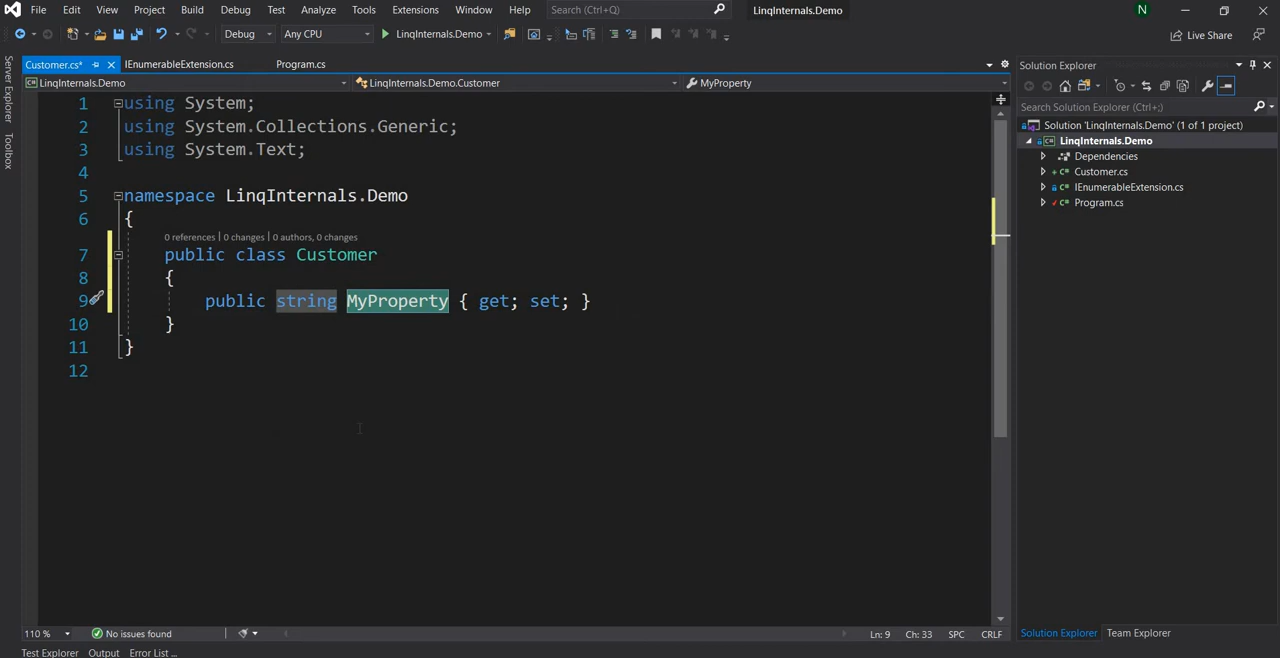 File Edit View Project Build Debug Test Analyze Tools Extensions Window Help Search (Ctrl+Q) LinqInternals.Demo N
Debug Any CPU LinqInternals.Demo Live Share
Server Explorer
Toolbox
Customer.cs* IEnumerableExtension.cs Program.cs
LinqInternals.Demo LinqInternals.Demo.Customer MyProperty
1 using System;
2 using System.Collections.Generic;
3 using System.Text;
4
5 namespace LinqInternals.Demo
6 {
0 references | 0 changes | 0 authors, 0 changes
7 public class Customer
8 {
9 public string MyProperty { get; set; }
10 }
11 }
12
110 % No issues found Ln: 9 Ch: 33 SPC CRLF
Solution Explorer
Search Solution Explorer (Ctrl+;)
Solution 'LinqInternals.Demo' (1 of 1 project)
LinqInternals.Demo
Dependencies
Customer.cs
IEnumerableExtension.cs
Program.cs
Solution Explorer Team Explorer
Test Explorer Output Error List ...